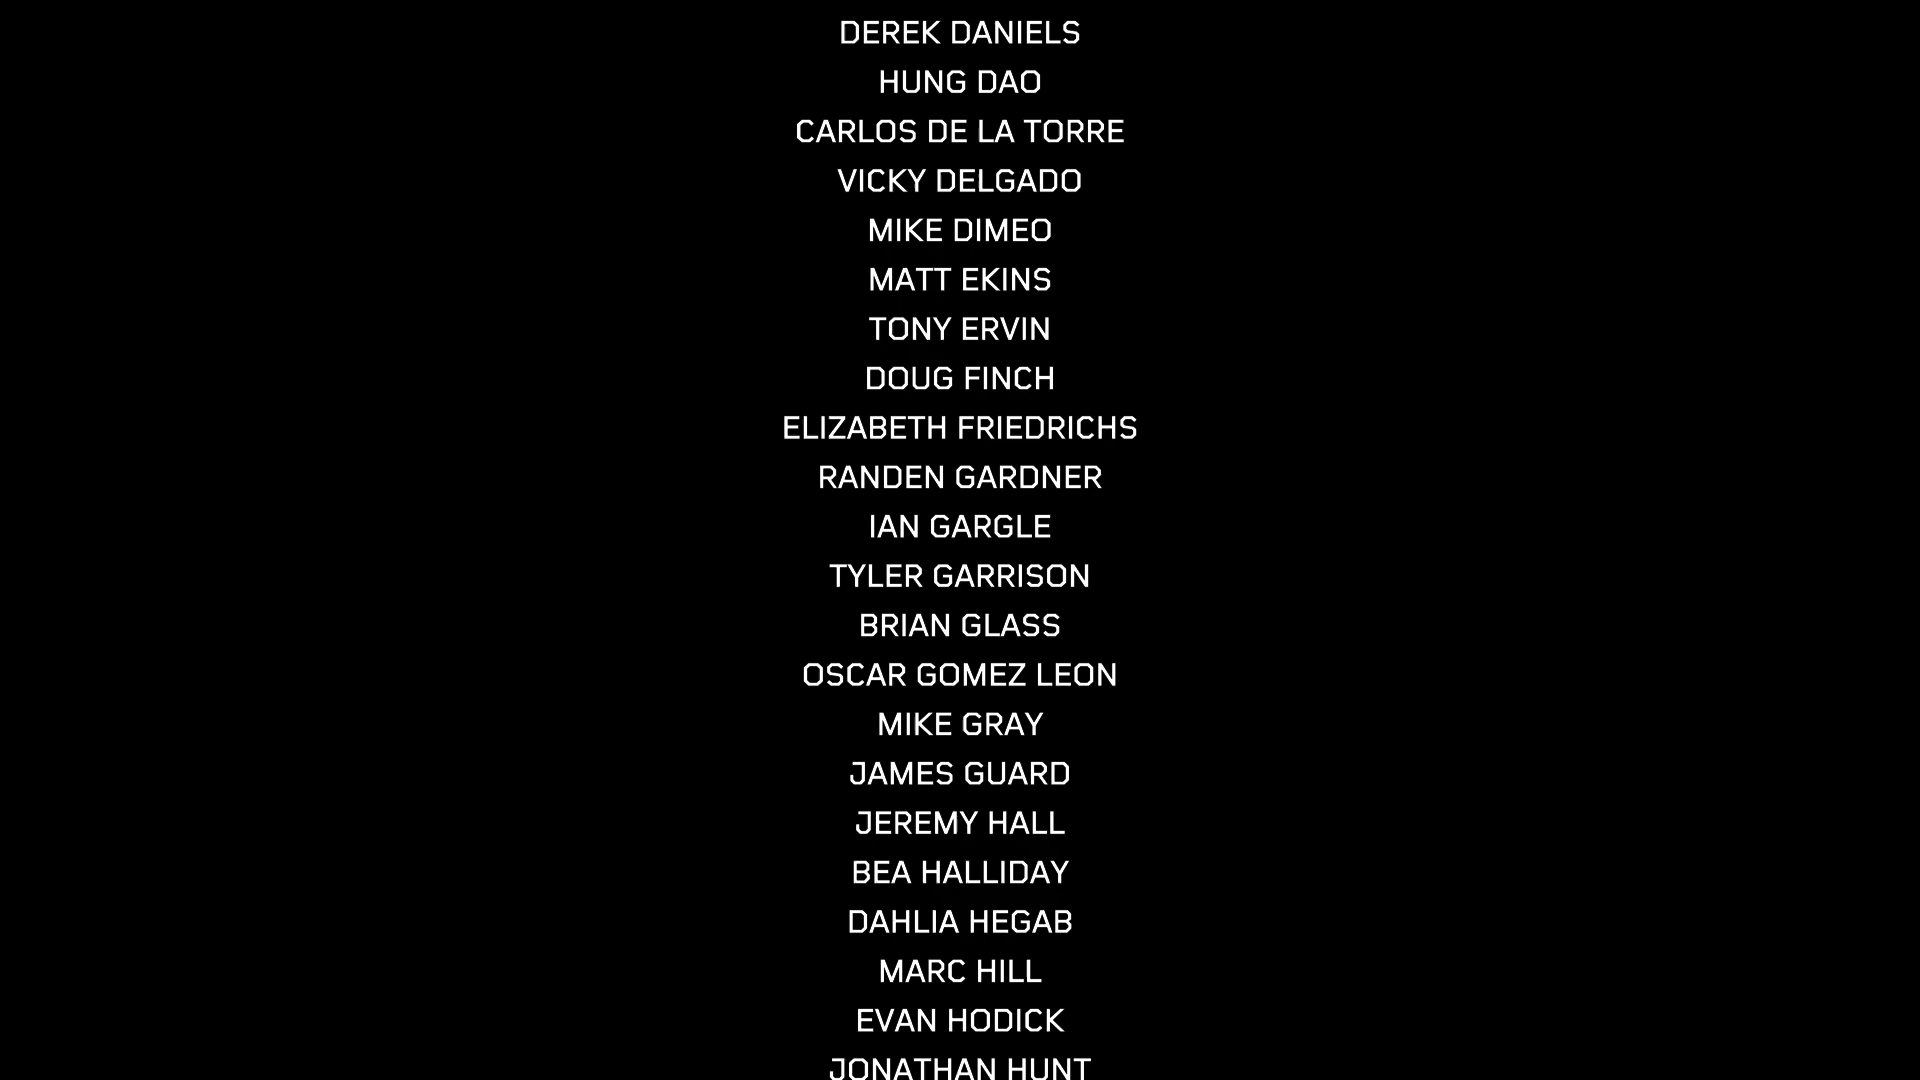 DEREK DANIELS
HUNG DAO
CARLOS DE LA TORRE
VICKY DELGADO
MIKE DIMEO
MATT EKINS
TONY ERVIN
DOUG FINCH
ELIZABETH FRIEDRICHS
RANDEN GARDNER
IAN GARGLE
TYLER GARRISON
BRIAN GLASS
OSCAR GOMEZ LEON
MIKE GRAY
JAMES GUARD
JEREMY HALL
BEA HALLIDAY
DAHLIA HEGAB
MARC HILL
EVAN HODICK
JONATHAN HUNT